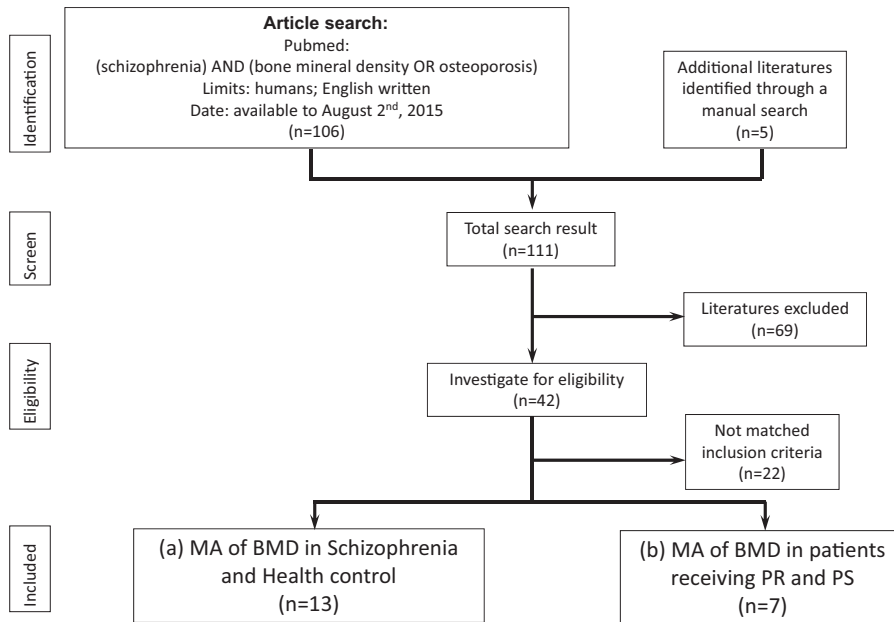 Identification
Article search:
Pubmed:
(schizophrenia) AND (bone mineral density OR osteoporosis)
Limits: humans; English written
Date: available to August 2nd, 2015
(n=106)
Additional literatures
identified through a
manual search
(n=5)
Screen
Total search result
(n=111)
Literatures excluded
(n=69)
Eligibility
Investigate for eligibility
(n=42)
Not matched
inclusion criteria
(n=22)
Included
(a) MA of BMD in Schizophrenia
and Health control
(n=13)
(b) MA of BMD in patients
receiving PR and PS
(n=7)